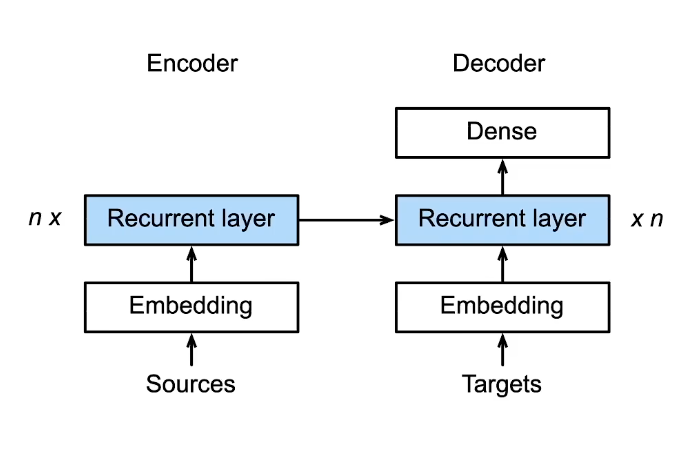 Encoder
Decoder
Dense
n x
Recurrent layer
Recurrent layer
x n
Embedding
Embedding
Sources
Targets